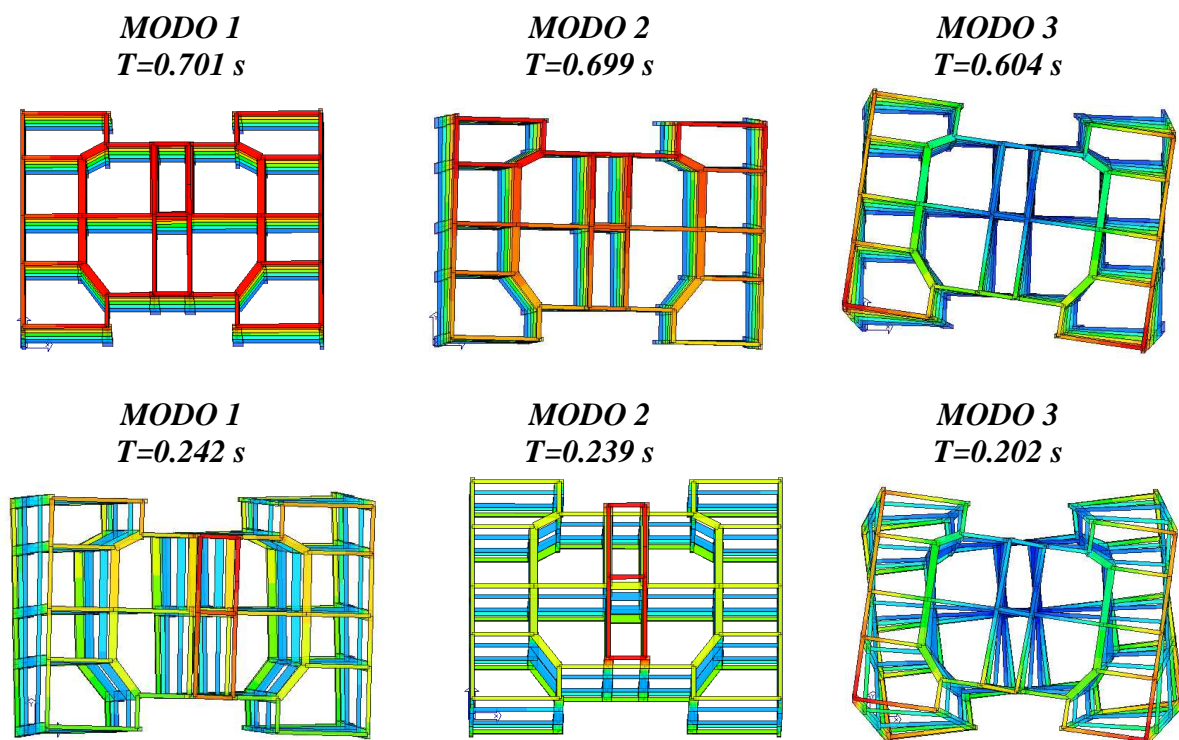 MODO 1
T=0.701 s
MODO 2
T=0.699 s
MODO 3
T=0.604 s
MODO 1
T=0.242 s
MODO 2
T=0.239 s
MODO 3
T=0.202 s